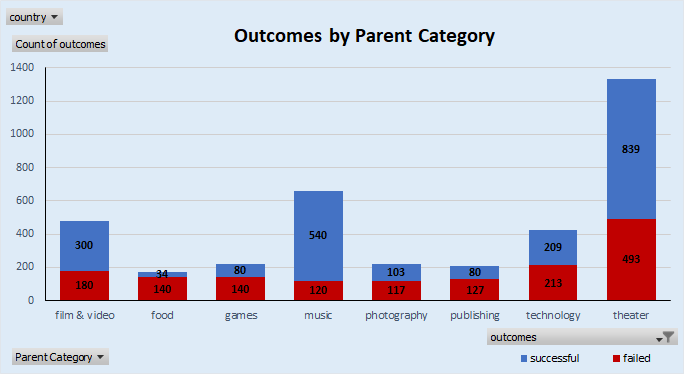 country
Count of outcomes
Outcomes by Parent Category
1400
1200
1000
800
600
400
200
0
300
180
34
140
80
140
540
120
103
117
80
127
209
213
839
493
film & video
food
games
music
photography
publishing
technology
theater
outcomes
successful
failed
Parent Category